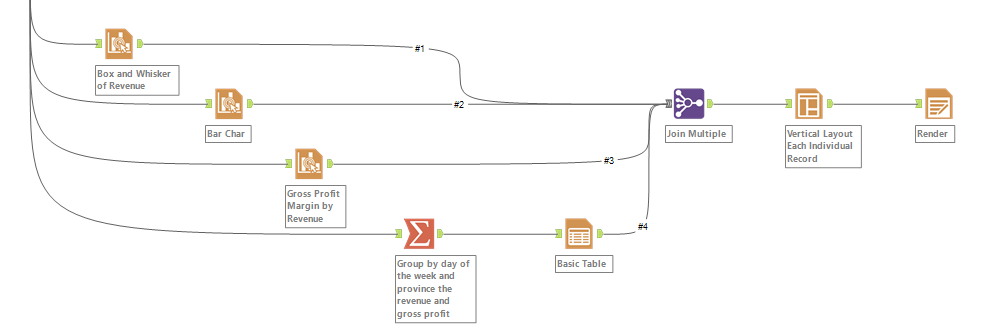 #1
Box and Whisker
of Revenue
#2
Bar Char
Join Multiple
Vertical Layout
Each Individual
Record
Render
#3
Gross Profit
Margin by
Revenue
#4
Group by day of
the week and
province the
revenue and
gross profit
Basic Table